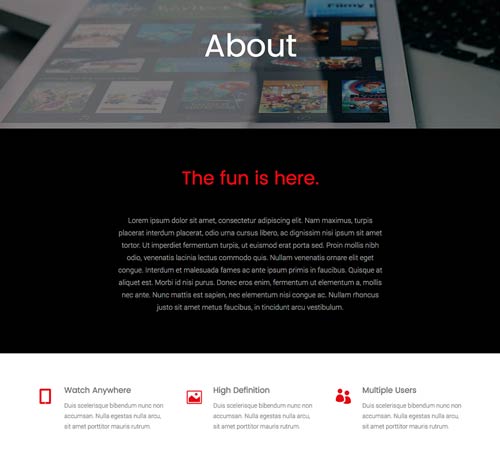 About
The fun is here.
Lorem ipsum dolor sit amet, consectetur adipiscing elit. Nam maximus, turpis
placerat interdum aliquet, odio urna cursus libero, ac dignissim nisi ipsum sit amet
tortor. Ut imperdiet fermentum turpis, ut euismod erat porta sed. Proin mollis nibh
odio, venenatis lacinia lectus commodo quis. Nullam venenatis ornare elit eget
congue. Interdum et malesuada fames ac ante ipsum primis in faucibus. Quisque at
aliquet est. Morbi id nisi purus. Donec eros enim, fermentum ut elementum a, mollis
nec ante. Nunc mattis est sapien, nec elementum nisi congue ac. Nullam rhoncus
justo sit amet metus faucibus, in tincidunt arcu vestibulum.
Watch Anywhere
Duis scelerisque bibendum nunc non
accumsan. Nulla egestas nulla arcu,
sit amet porttitor mauris rutrum.
High Definition
Duis scelerisque bibendum nunc non
accumsan. Nulla egestas nulla arcu,
sit amet porttitor mauris rutrum.
Multiple Users
Duis scelerisque bibendum nunc non
accumsan. Nulla egestas nulla arcu,
sit amet porttitor mauris rutrum.